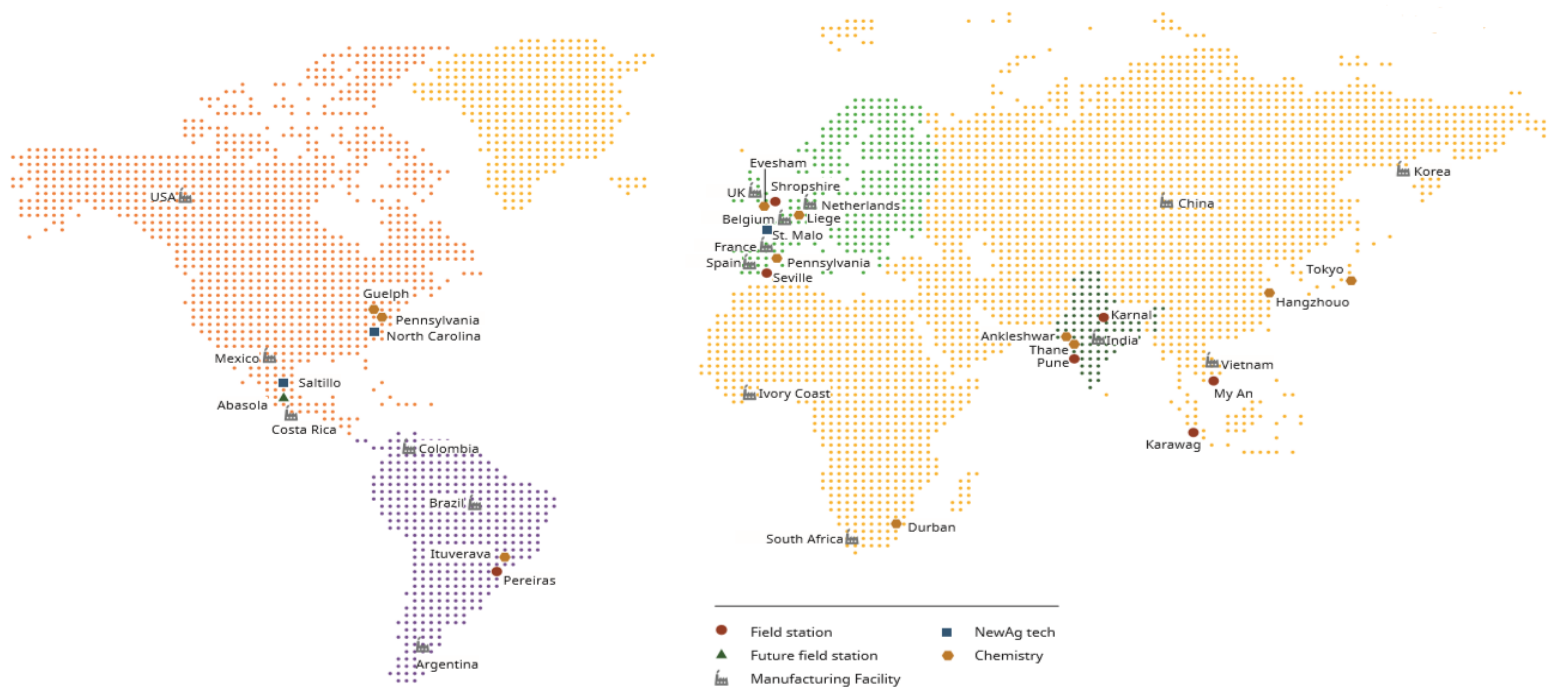 USA
Guelph
Pennsylvania
North Carolina
Mexico
Saltillo
Abasola
Costa Rica
Colombia
Brazil
Ituverava
Pereiras
Argentina
Evesham
UK
Shropshire
Netherlands
Belgium
Liege
St. Malo
France
Spain
Pennsylvania
Seville
Korea
China
Tokyo
Hangzhouo
Karnal
Ankleshwar
India
Thane
Pune
Vietnam
My An
Karawag
Ivory Coast
Durban
South Africa
Field station
Future field station
Manufacturing Facility
NewAg tech
Chemistry